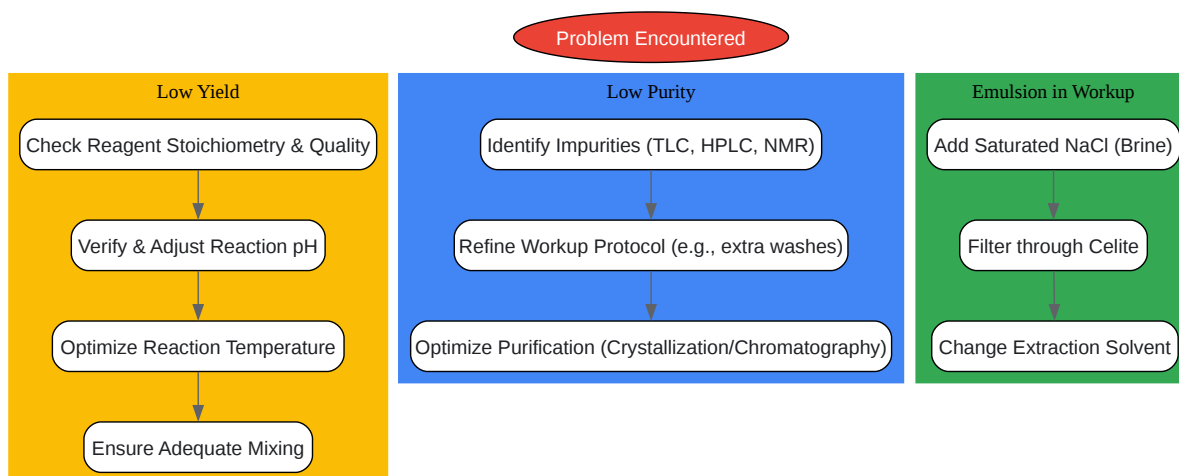 Problem Encountered
Low Yield
Check Reagent Stoichiometry & Quality
Verify & Adjust Reaction pH
Optimize Reaction Temperature
Ensure Adequate Mixing
Low Purity
Identify Impurities (TLC, HPLC, NMR)
Refine Workup Protocol (e.g., extra washes)
Optimize Purification (Crystallization/Chromatography)
Emulsion in Workup
Add Saturated NaCl (Brine)
Filter through Celite
Change Extraction Solvent